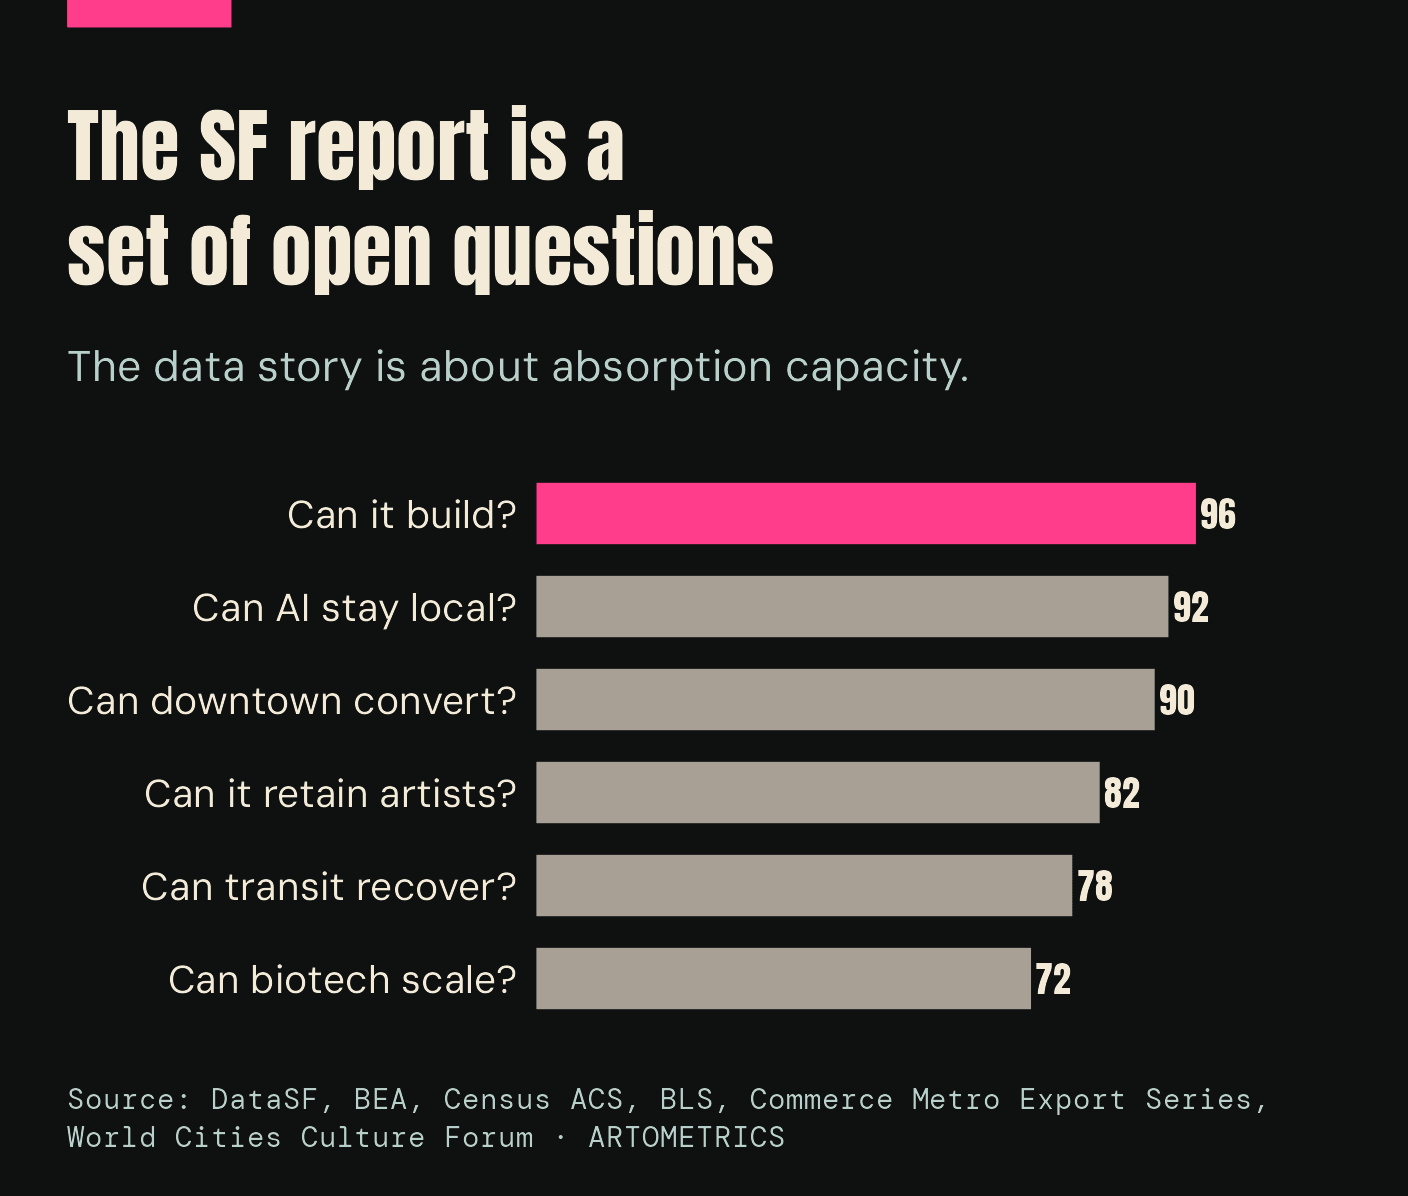 The SF report is a
set of open questions
The data story is about absorption capacity.
Can it build? 96
Can AI stay local? 92
Can downtown convert? 90
Can it retain artists? 82
Can transit recover? 78
Can biotech scale? 72
Source: DataSF, BEA, Census ACS, BLS, Commerce Metro Export Series,
World Cities Culture Forum · ARTOMETRICS